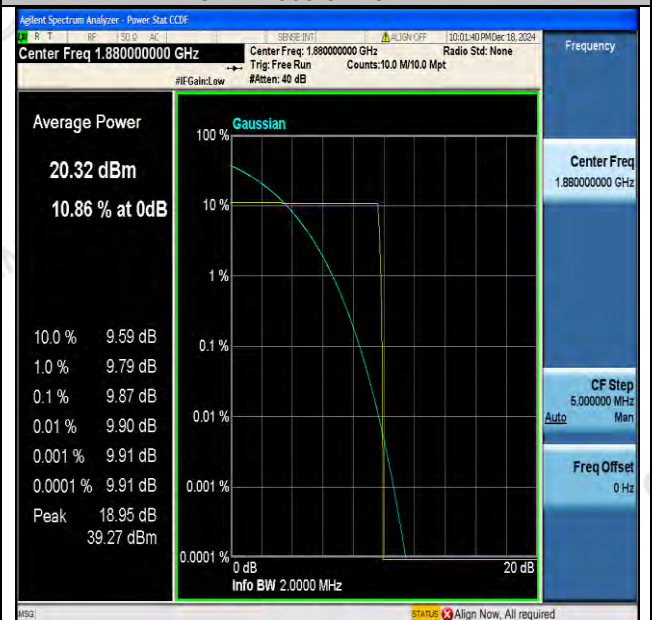 Agilent Spectrum Analyzer - Power Stat CCDF
R T RF 50 Ω AC SENSE:INT ALIGN OFF 10:01:40 PM Dec 18, 2024
Center Freq 1.880000000 GHz
Center Freq: 1.880000000 GHz Radio Std: None
Trig: Free Run Counts:10.0 M/10.0 Mpt
#IFGain:Low #Atten: 40 dB
Frequency
Average Power
20.32 dBm
10.86 % at 0dB
10.0 % 9.59 dB
1.0 % 9.79 dB
0.1 % 9.87 dB
0.01 % 9.90 dB
0.001 % 9.91 dB
0.0001 % 9.91 dB
Peak 18.95 dB
39.27 dBm
Gaussian
100 %
10 %
1 %
0.1 %
0.01 %
0.001 %
0.0001 %
0 dB 20 dB
Info BW 2.0000 MHz
Center Freq
1.880000000 GHz
CF Step
5.000000 MHz
Auto Man
Freq Offset
0 Hz
MSG STATUS Align Now, All required